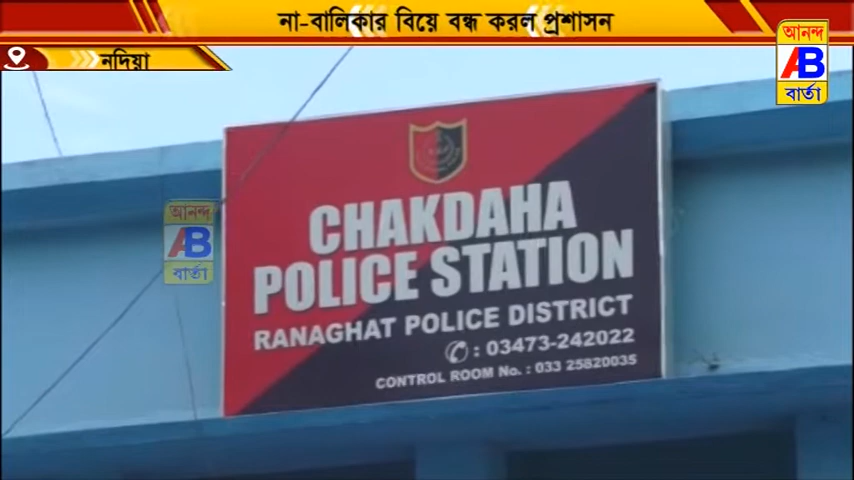 না-বালিকার বিয়ে বন্ধ করল প্রশাসন
নদিয়া
আনন্দ
AB
বার্তা
আনন্দ
AB
বার্তা
CHAKDAHA
POLICE STATION
RANAGHAT POLICE DISTRICT
: 03473-242022
CONTROL ROOM No. : 033 25820035